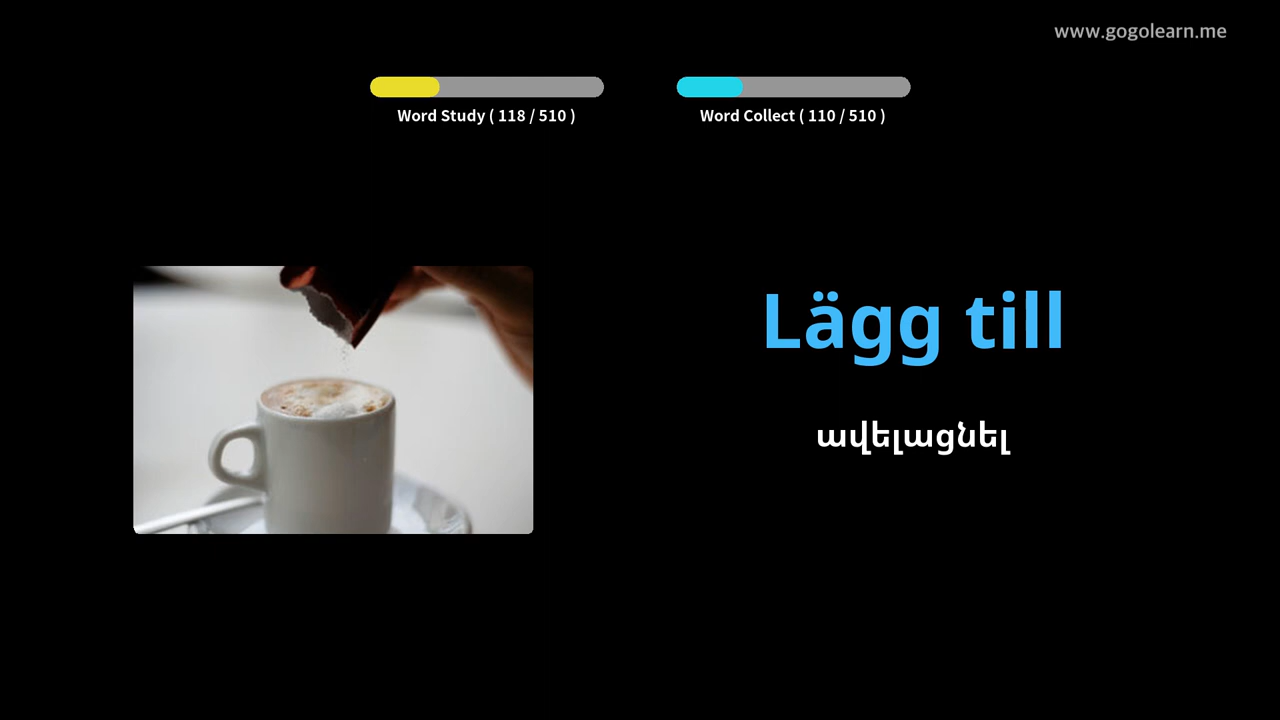 www.gogolearn.me
Word Study ( 118 / 510 )
Word Collect ( 110 / 510 )
Lägg till
ավելացնել